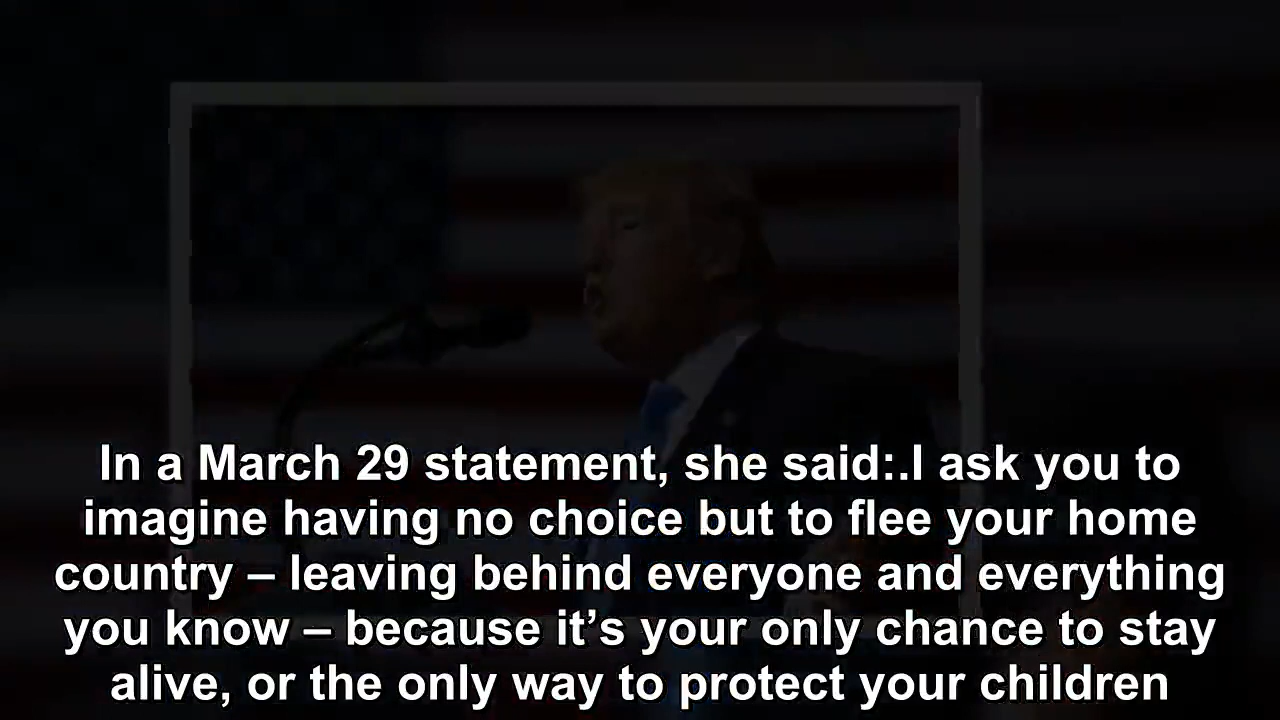 In a March 29 statement, she said:.I ask you to
imagine having no choice but to flee your home
country – leaving behind everyone and everything
you know – because it’s your only chance to stay
alive, or the only way to protect your children